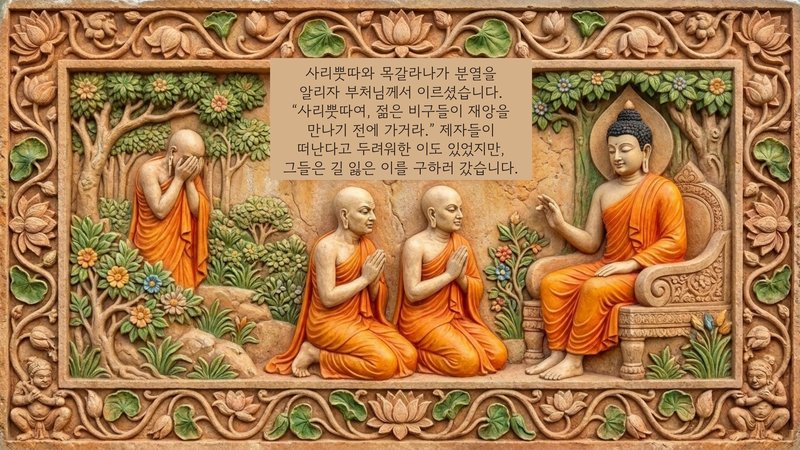 사리뿟따와 목갈라나가 분열을
알리자 부처님께서 이르셨습니다.
“사리뿟따여, 젊은 비구들이 재앙을
만나기 전에 가거라.” 제자들이
떠난다고 두려워한 이도 있었지만,
그들은 길 잃은 이를 구하러 갔습니다.